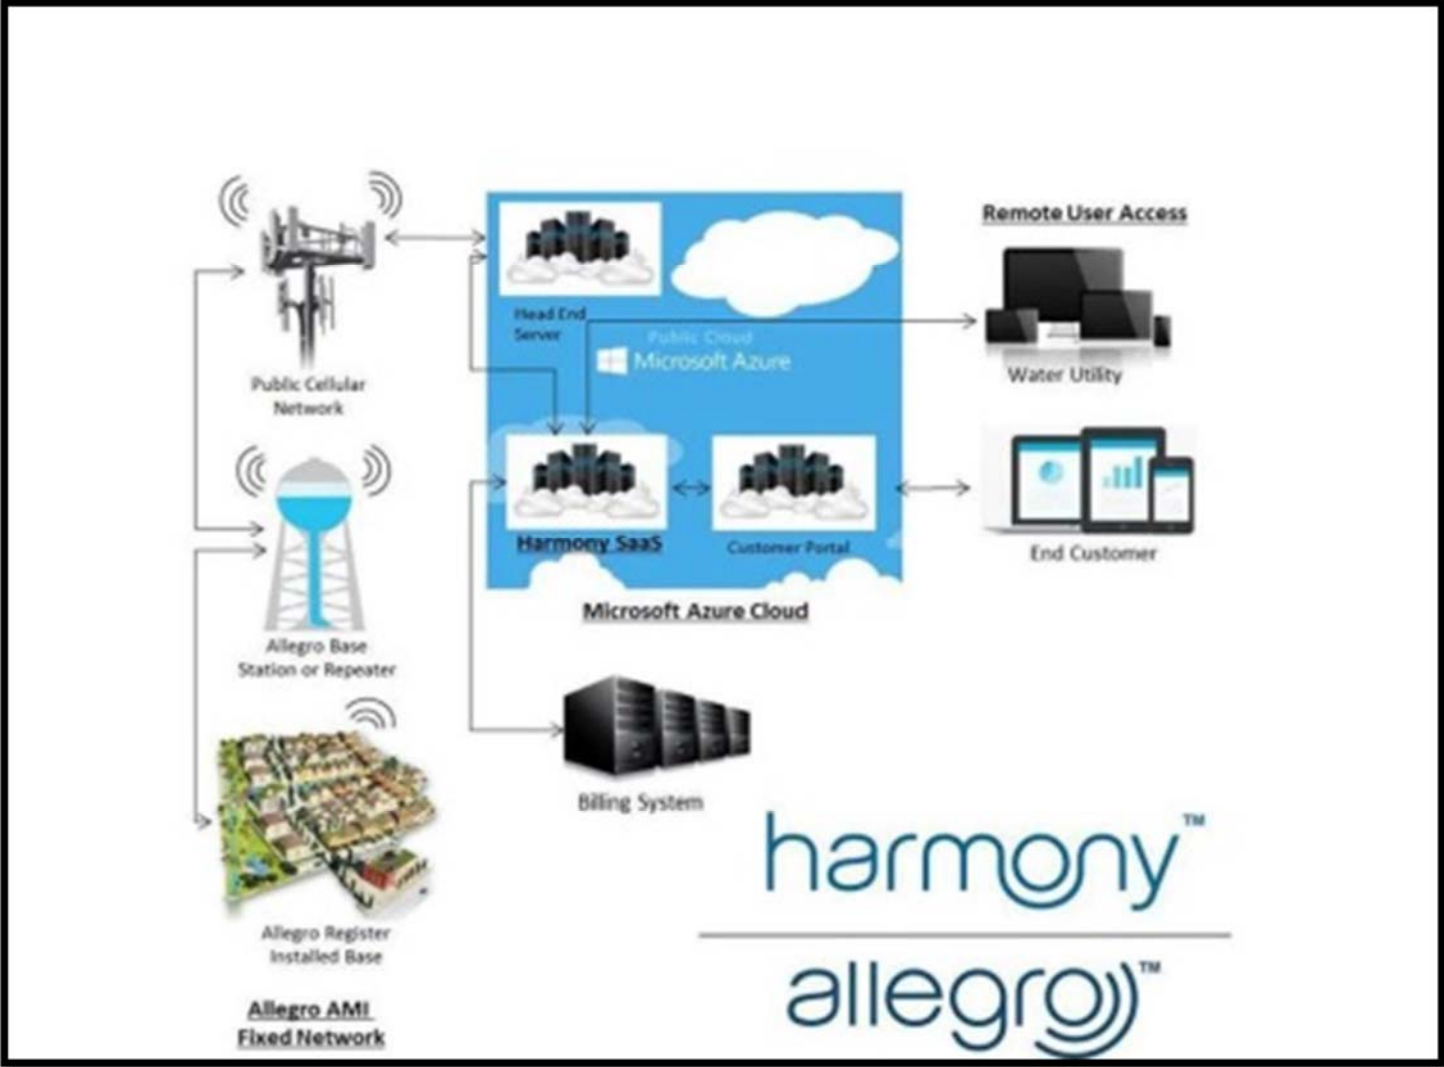 Remote User Access
Head End
Server
Public Cloud
Microsoft Azure
Water Utility
Public Cellular
Network
Harmony SaaS
Customer Portal
End Customer
Microsoft Azure Cloud
Allegro Base
Station or Repeater
Billing System
harmony™
Allegro Register
Installed Base
allegro™
Allegro AMI
Fixed Network